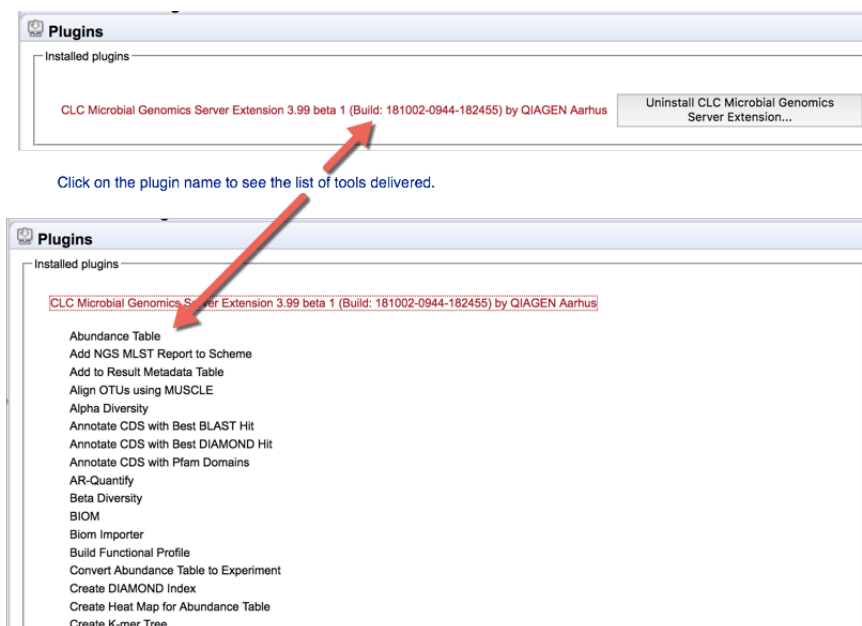 Plugins
Installed plugins
CLC Microbial Genomics Server Extension 3.99 beta 1 (Build: 181002-0944-182455) by QIAGEN Aarhus
Uninstall CLC Microbial Genomics
Server Extension...
Click on the plugin name to see the list of tools delivered.
Plugins
Installed plugins
CLC Microbial Genomics Server Extension 3.99 beta 1 (Build: 181002-0944-182455) by QIAGEN Aarhus
Abundance Table
Add NGS MLST Report to Scheme
Add to Result Metadata Table
Align OTUs using MUSCLE
Alpha Diversity
Annotate CDS with Best BLAST Hit
Annotate CDS with Best DIAMOND Hit
Annotate CDS with Pfam Domains
AR-Quantify
Beta Diversity
BIOM
Biom Importer
Build Functional Profile
Convert Abundance Table to Experiment
Create DIAMOND Index
Create Heat Map for Abundance Table
Create K-mer Tree